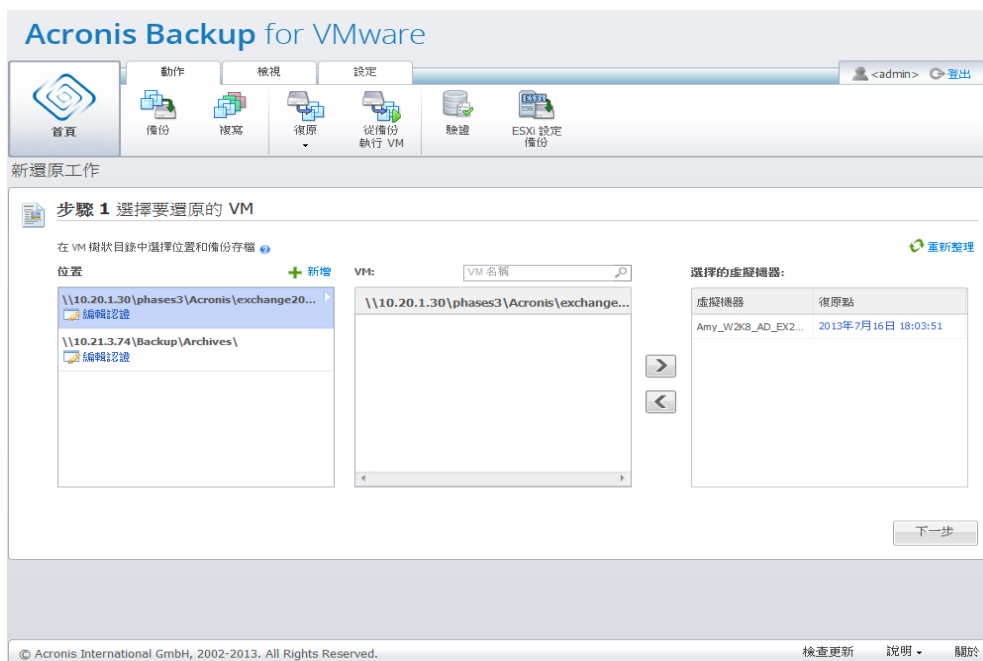 Acronis Backup for VMware
動作 檢視 設定
<admin> 登出
首頁
備份
複寫
復原
從備份
執行 VM
驗證
ESXi 設定
備份
新還原工作
步驟 1 選擇要還原的 VM
在 VM 樹狀目錄中選擇位置和備份存檔
重新整理
位置
新增
VM:
VM 名稱
選擇的虛擬機器:
\\10.20.1.30\phases3\Acronis\exchange20...
編輯認證
\\10.21.3.74\Backup\Archives\
編輯認證
\\10.20.1.30\phases3\Acronis\exchange...
虛擬機器 復原點
Amy_W2K8_AD_EX2... 2013年7月16日 18:03:51
下一步
© Acronis International GmbH, 2002-2013. All Rights Reserved.
檢查更新 說明 關於